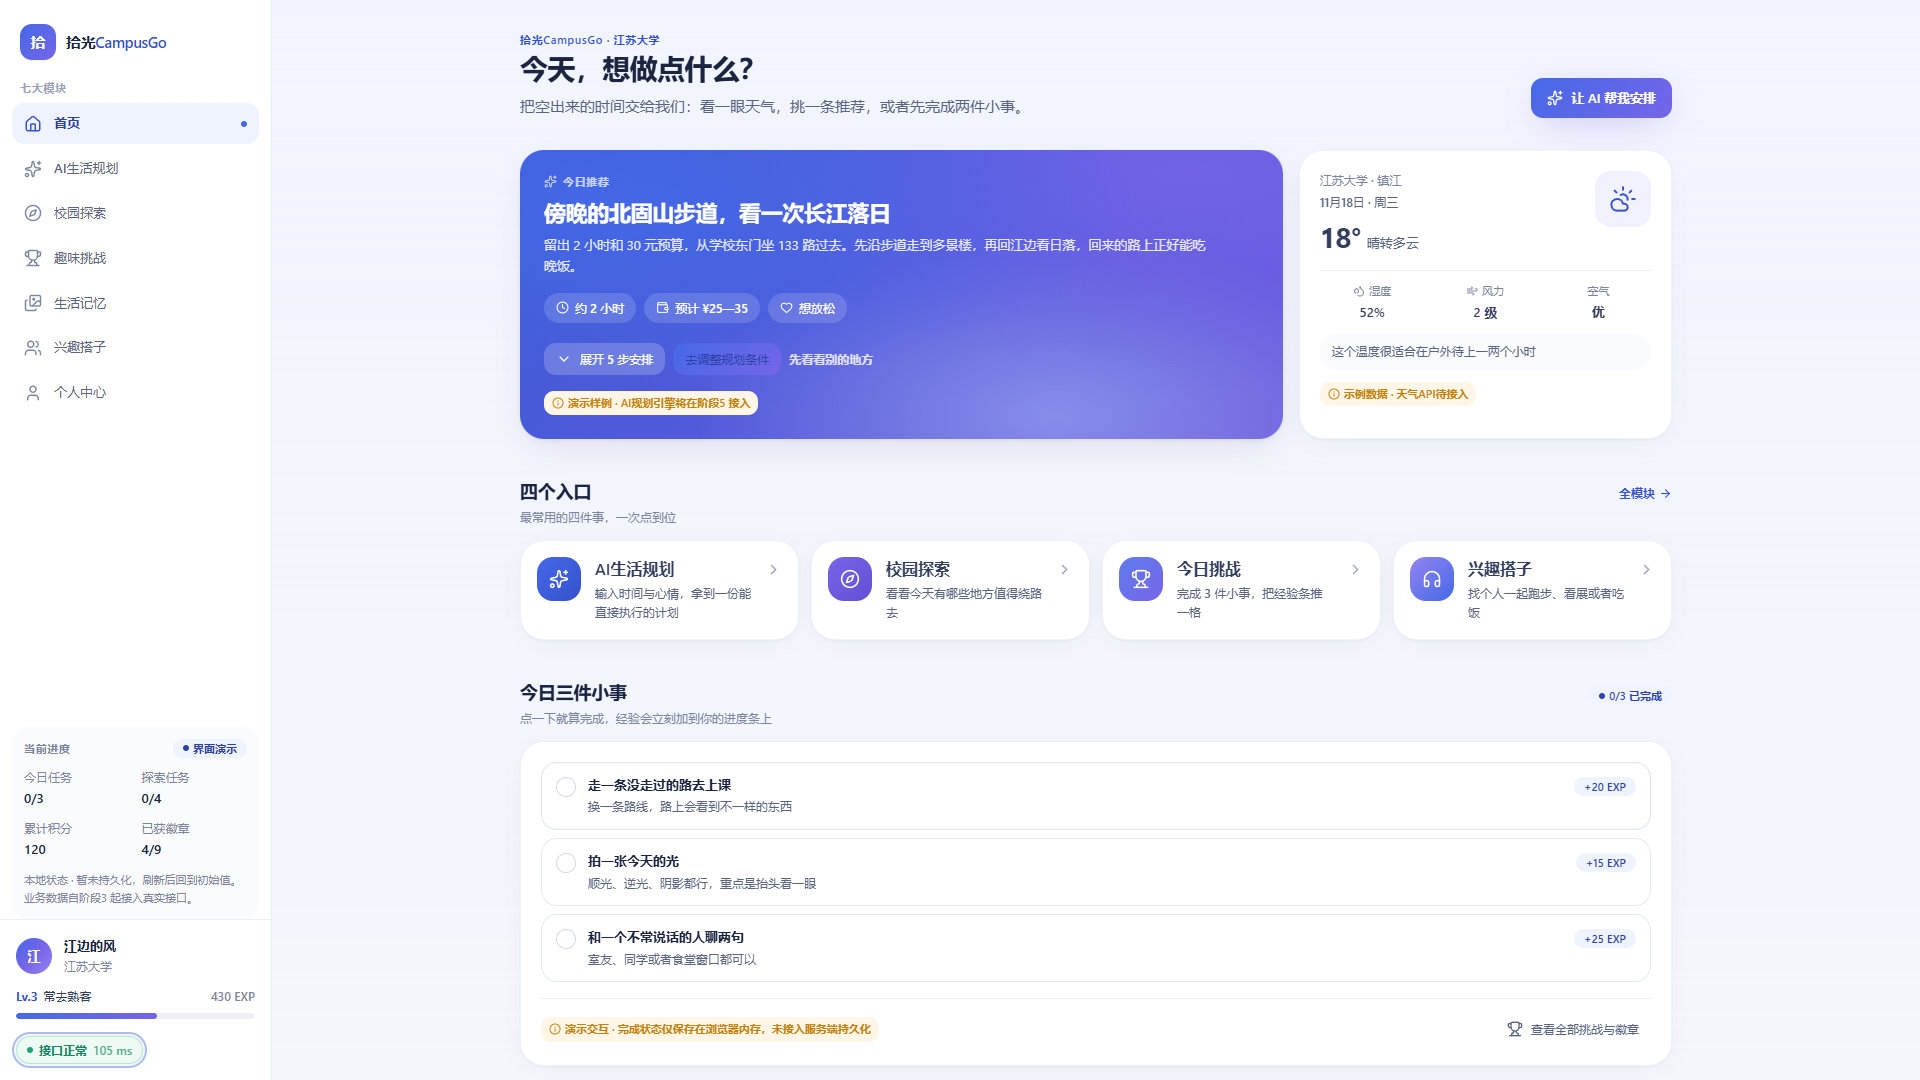 拾 拾光CampusGo
七大模块
首页
AI生活规划
校园探索
趣味挑战
生活记忆
兴趣搭子
个人中心
当前进度 界面演示
今日任务 探索任务
0/3 0/4
累计积分 已获徽章
120 4/9
本地状态 · 暂未持久化，刷新后回到初始值。
业务数据自阶段3 起接入真实接口。
江 江边的风
江苏大学
Lv.3 常去熟客 430 EXP
接口正常 105 ms
拾光CampusGo · 江苏大学
今天，想做点什么？
把空出来的时间交给我们：看一眼天气，挑一条推荐，或者先完成两件小事。
让 AI 帮我安排
今日推荐
傍晚的北固山步道，看一次长江落日
留出 2 小时和 30 元预算，从学校东门坐 133 路过去。先沿步道走到多景楼，再回江边看日落，回来的路上正好能吃
晚饭。
约 2 小时 预计 ¥25—35 想放松
展开 5 步安排 去调整规划条件 先看看别的地方
演示样例 · AI规划引擎将在阶段5 接入
江苏大学 · 镇江
11月18日 · 周三
18° 晴转多云
湿度 风力 空气
52% 2 级 优
这个温度很适合在户外待上一两个小时
示例数据 · 天气API待接入
四个入口
最常用的四件事，一次点到位
全模块
AI生活规划
输入时间与心情，拿到一份能
直接执行的计划
校园探索
看看今天有哪些地方值得绕路
去
今日挑战
完成 3 件小事，把经验条推
一格
兴趣搭子
找个人一起跑步、看展或者吃
饭
今日三件小事
点一下就算完成，经验会立刻加到你的进度条上
0/3 已完成
走一条没走过的路去上课
换一条路线，路上会看到不一样的东西
+20 EXP
拍一张今天的光
顺光、逆光、阴影都行，重点是抬头看一眼
+15 EXP
和一个不常说话的人聊两句
室友、同学或者食堂窗口都可以
+25 EXP
演示交互 · 完成状态仅保存在浏览器内存，未接入服务端持久化
查看全部挑战与徽章